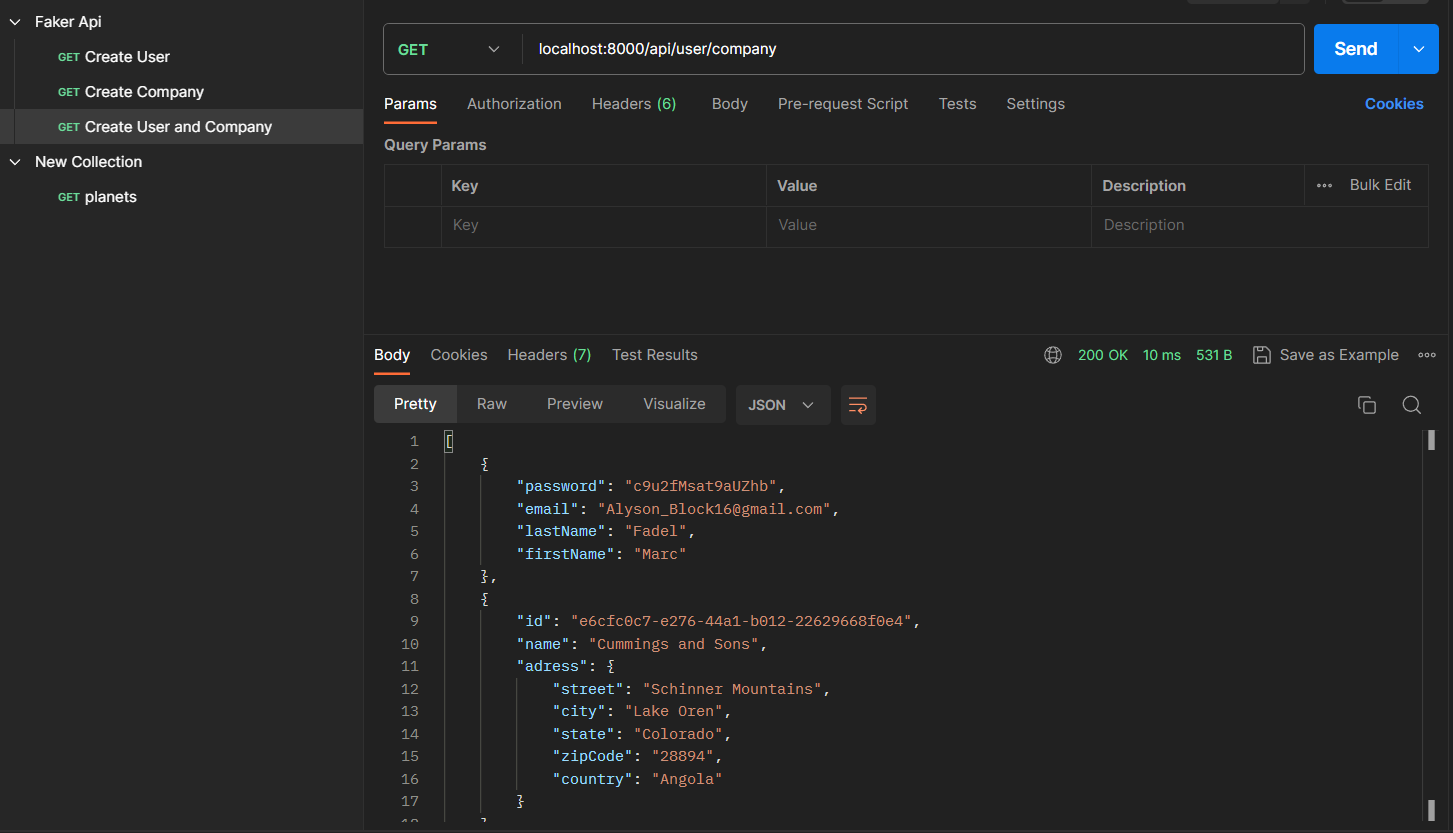 Faker Api
GET Create User
GET Create Company
GET Create User and Company
New Collection
GET planets
GET localhost:8000/api/user/company Send
Params Authorization Headers (6) Body Pre-request Script Tests Settings Cookies
Query Params
Key Value Description Bulk Edit
Key Value Description
Body Cookies Headers (7) Test Results 200 OK 10 ms 531 B Save as Example
Pretty Raw Preview Visualize JSON
1 [
2 {
3 "password": "c9u2fMsat9aUZhb",
4 "email": "Alyson_Block16@gmail.com",
5 "lastName": "Fadel",
6 "firstName": "Marc"
7 },
8 {
9 "id": "e6cfc0c7-e276-44a1-b012-22629668f0e4",
10 "name": "Cummings and Sons",
11 "adress": {
12 "street": "Schinner Mountains",
13 "city": "Lake Oren",
14 "state": "Colorado",
15 "zipCode": "28894",
16 "country": "Angola"
17 }